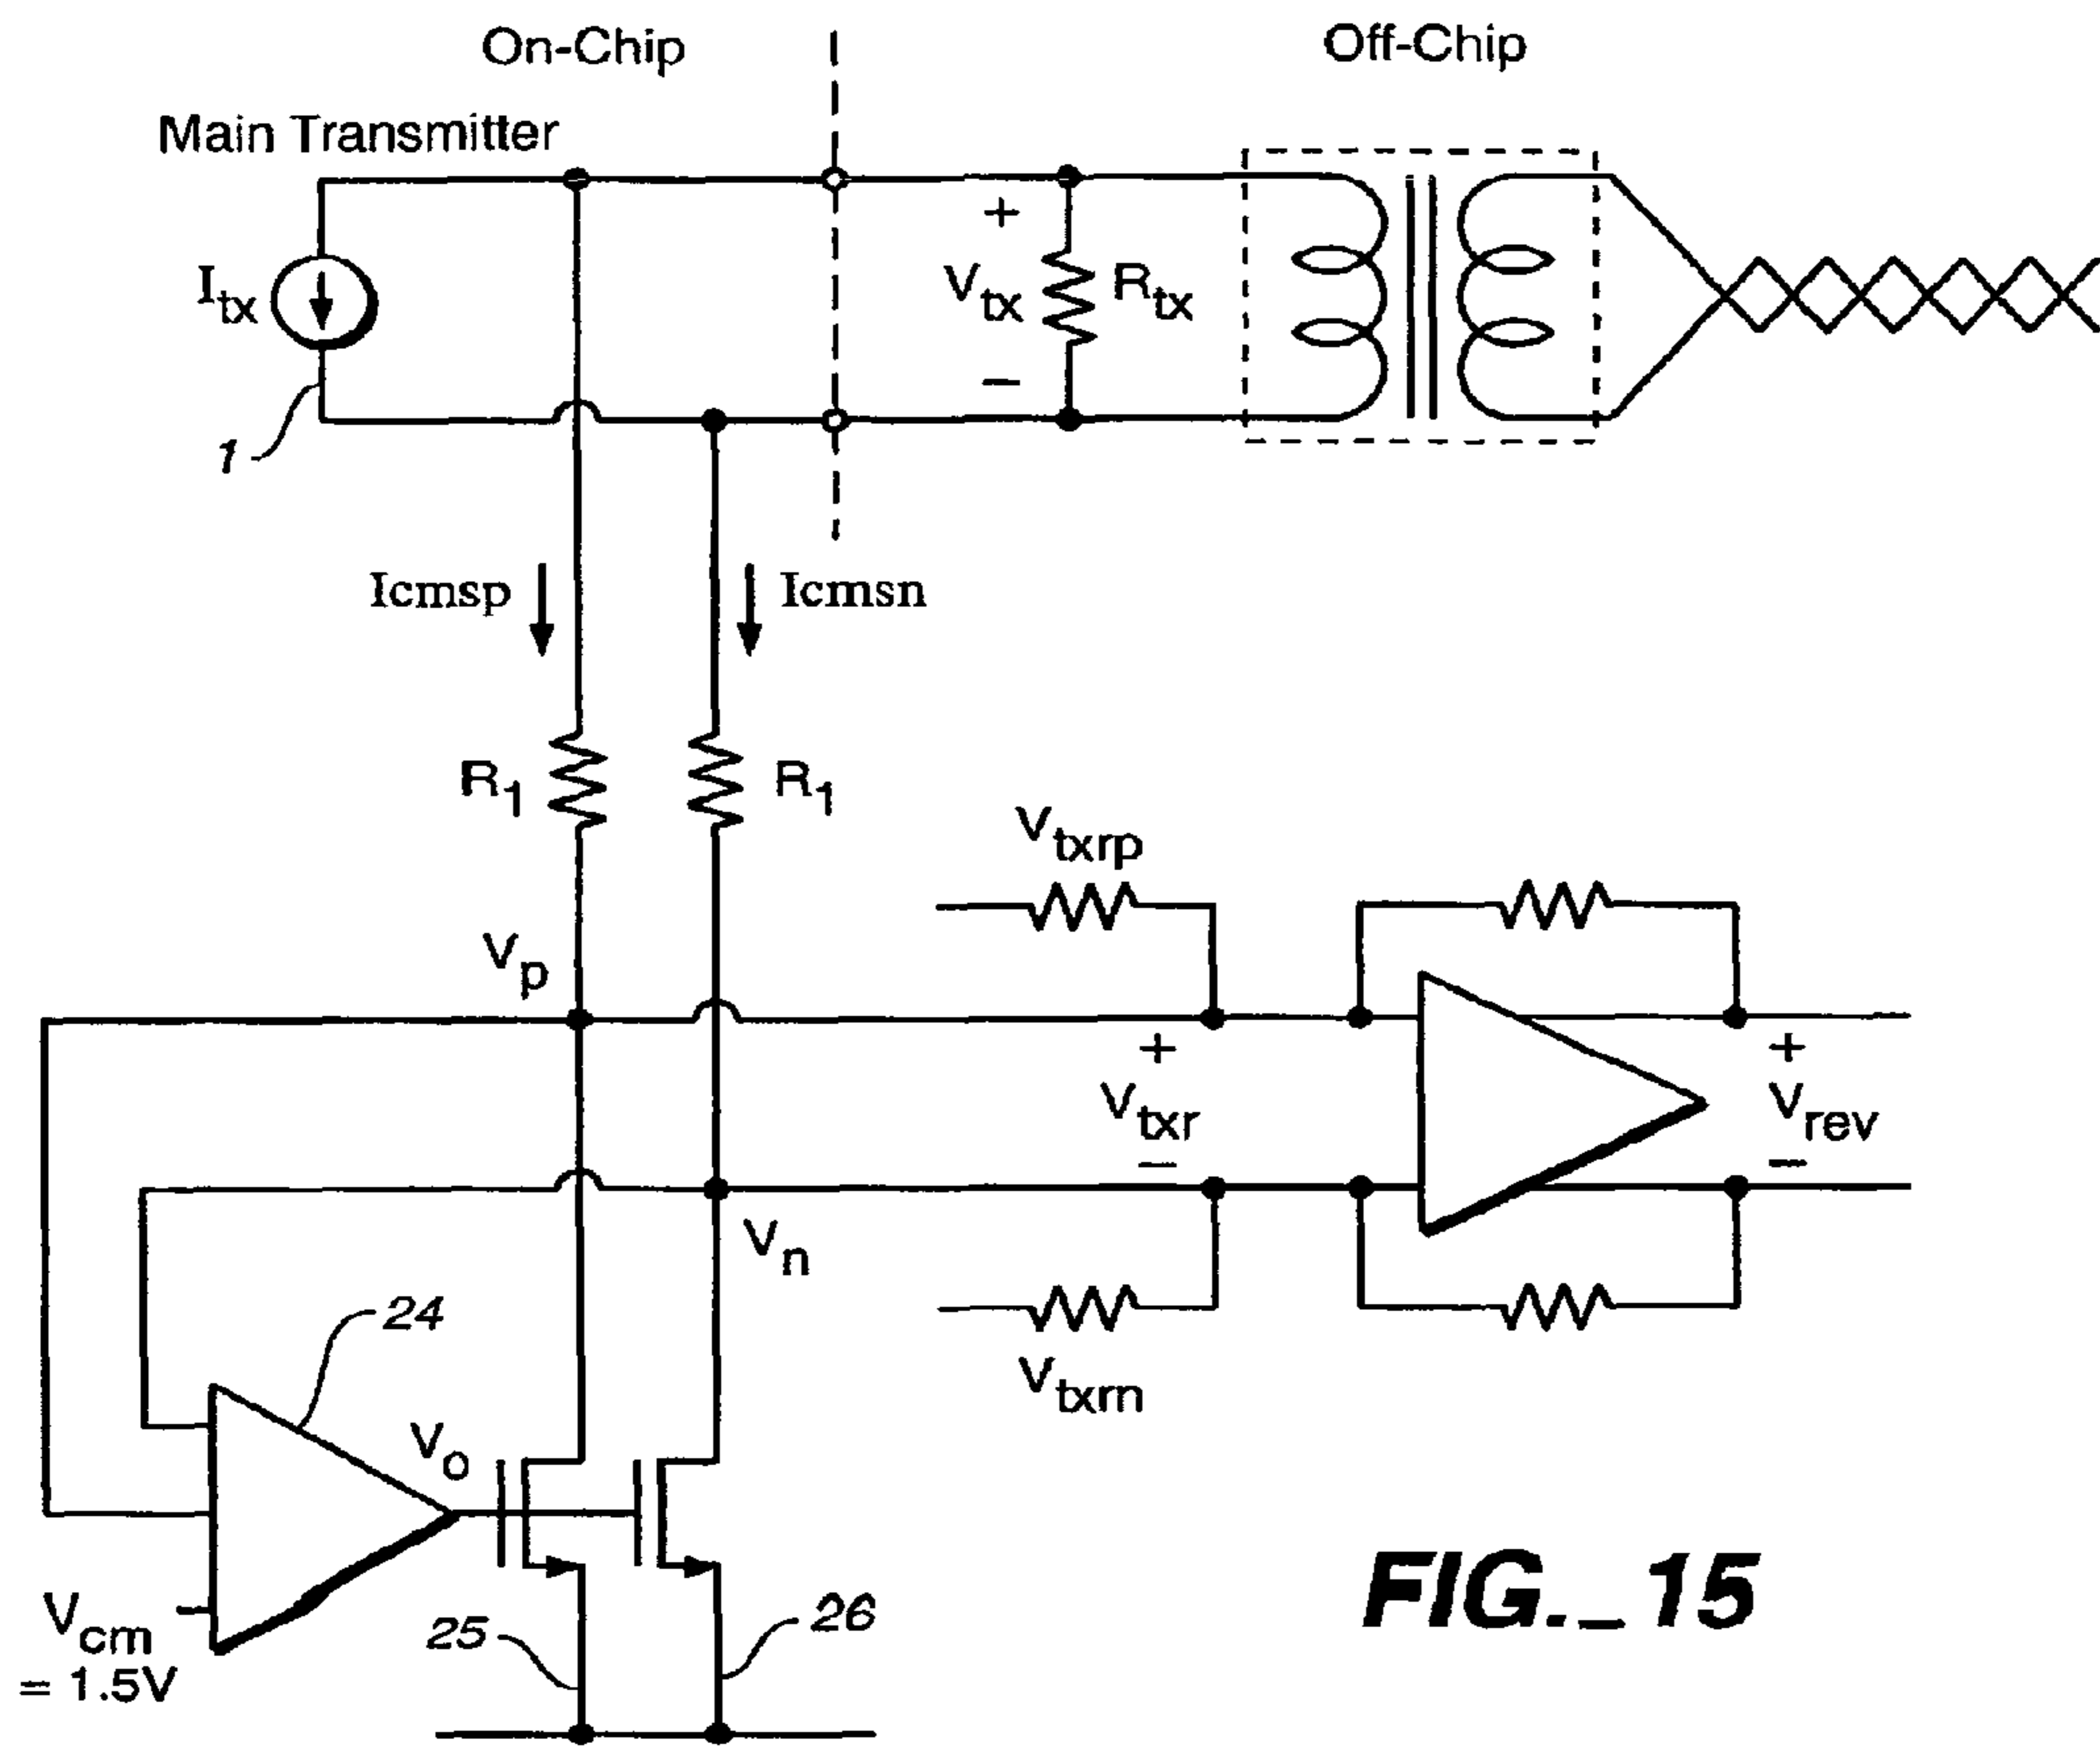 On-Chip
Off-Chip
Main Transmitter
Itx
+
Vtx
Rtx
−
1
Icmsp
Icmsn
R1
R1
Vtxrp
Vp
+
Vtxr
−
+
Vrev
−
Vn
24
Vtxrn
Vo
Vcm
= 1.5V
25
26
FIG._15